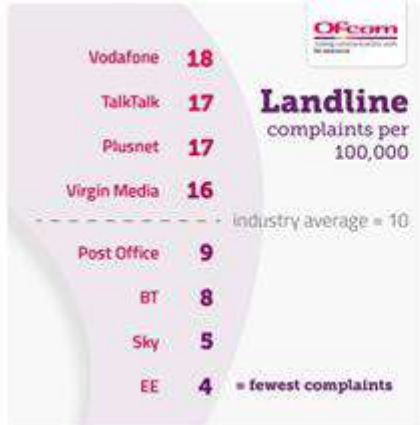 Ofcom
Vodafone 18
TalkTalk 17
Plusnet 17
Virgin Media 16
Landline
complaints per
100,000
industry average = 10
Post Office 9
BT 8
Sky 5
EE 4 = fewest complaints